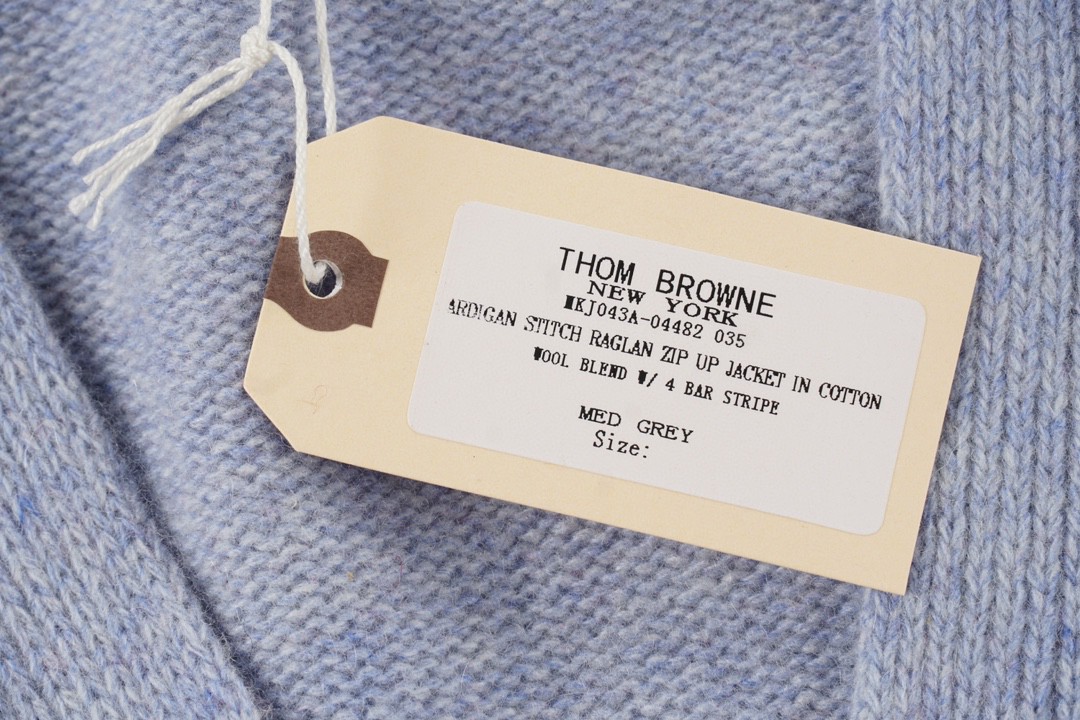 THOM BROWNE
NEW YORK
MKJ043A-04482 035
ARDIGAN STITCH RAGLAN ZIP UP JACKET IN COTTON
WOOL BLEND W/ 4 BAR STRIPE
MED GREY
Size: